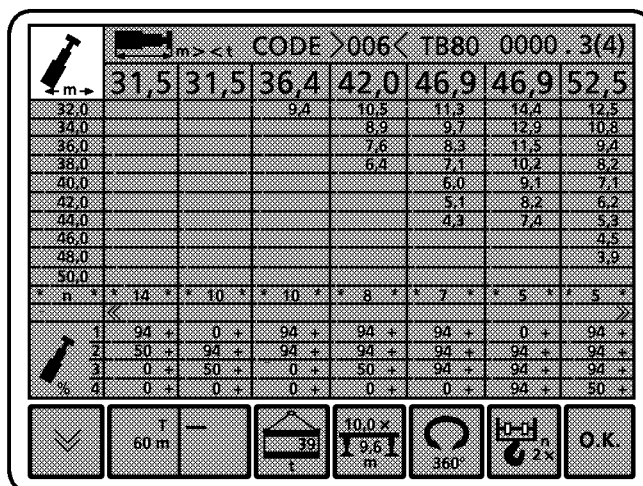 m > < t CODE >006< TB80 0000 . 3(4)
m 31,5 31,5 36,4 42,0 46,9 46,9 52,5
32,0 9,4 10,5 11,3 14,4 12,5
34,0 8,9 9,7 12,9 10,8
36,0 7,6 8,3 11,5 9,4
38,0 6,4 7,1 10,2 8,2
40,0 6,0 9,1 7,1
42,0 5,1 8,2 6,2
44,0 4,3 7,4 5,3
46,0 4,5
48,0 3,9
50,0
* n * * 14 * * 10 * * 10 * * 8 * * 7 * * 5 * * 5 *
« »
1 94 + 0 + 94 + 94 + 94 + 0 + 94 +
2 50 + 94 + 94 + 94 + 94 + 94 + 94 +
3 0 + 50 + 0 + 50 + 94 + 94 + 94 +
% 4 0 + 0 + 0 + 0 + 0 + 94 + 50 +
T 10,0 x
60 m — 39 9,6 n O.K.
t m 360° 2x